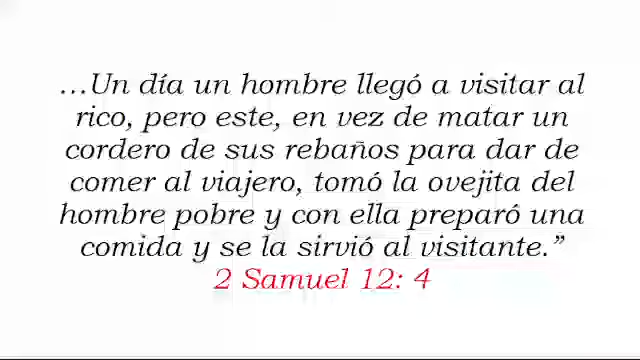 ...Un día un hombre llegó a visitar al
rico, pero este, en vez de matar un
cordero de sus rebaños para dar de
comer al viajero, tomó la ovejita del
hombre pobre y con ella preparó una
comida y se la sirvió al visitante.”
2 Samuel 12: 4